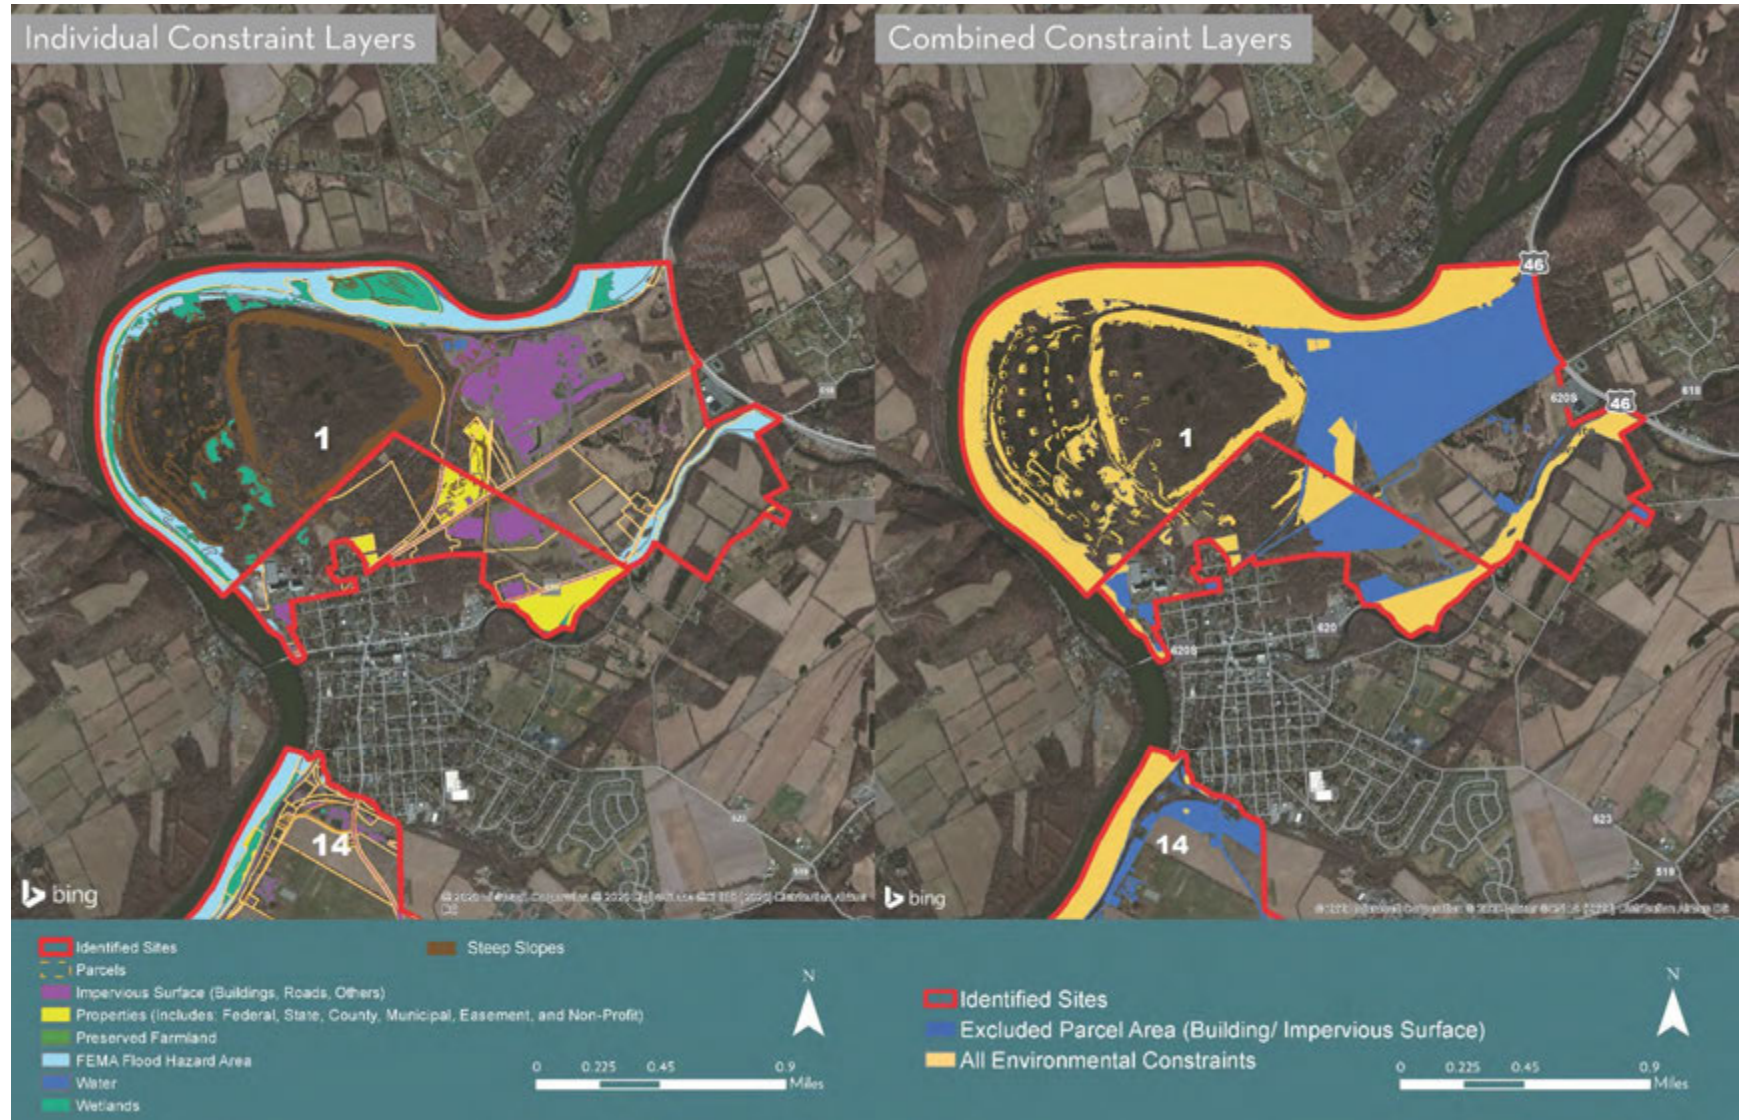 Individual Constraint Layers
1
14
bing
Identified Sites
Parcels
Impervious Surface (Buildings, Roads, Others)
Properties (Includes: Federal, State, County, Municipal, Easement, and Non-Profit)
Preserved Farmland
FEMA Flood Hazard Area
Water
Wetlands
Steep Slopes
N
0 0.225 0.45 0.9
Miles
Combined Constraint Layers
46
620S
618
46
1
620
620S
623
519
14
bing
Identified Sites
Excluded Parcel Area (Building/ Impervious Surface)
All Environmental Constraints
N
0 0.225 0.45 0.9
Miles